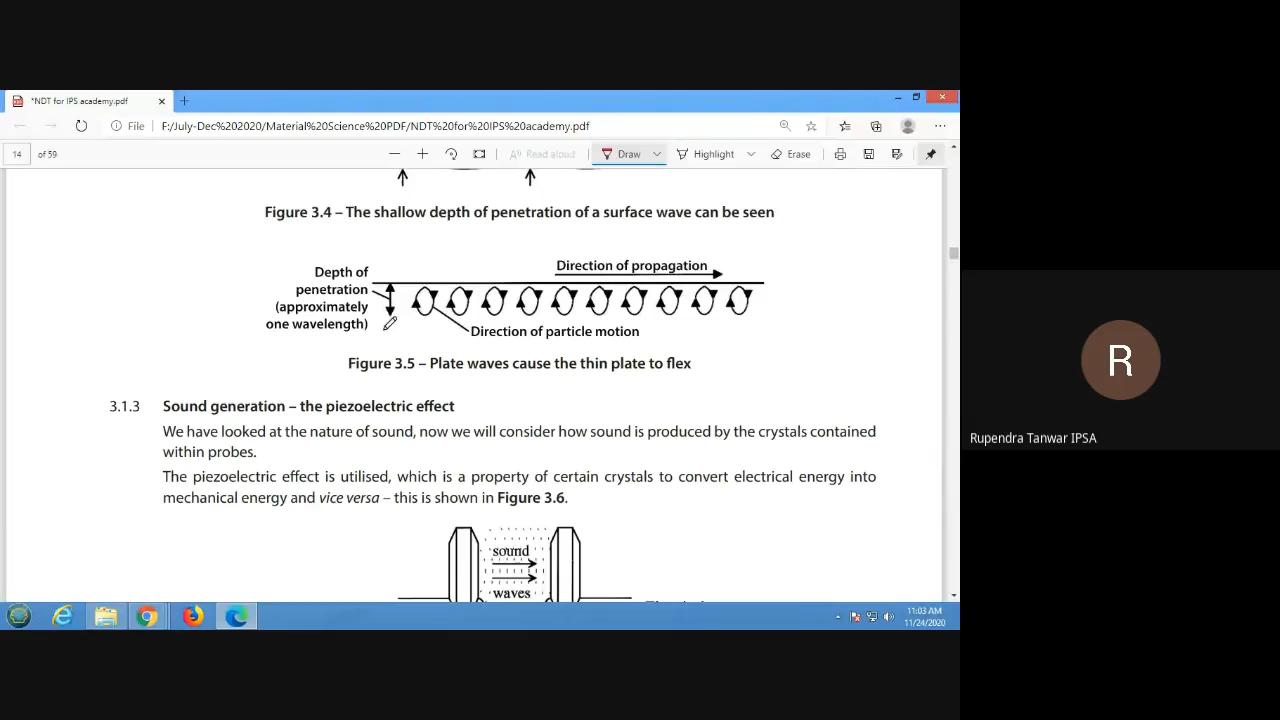 *NDT for IPS academy.pdf
File F:/July-Dec%202020/Material%20Science%20PDF/NDT%20for%20IPS%20academy.pdf
14 of 59 Read aloud Draw Highlight Erase
Figure 3.4 – The shallow depth of penetration of a surface wave can be seen
Direction of propagation
Depth of
penetration
(approximately
one wavelength)
Direction of particle motion
Figure 3.5 – Plate waves cause the thin plate to flex
3.1.3 Sound generation – the piezoelectric effect
We have looked at the nature of sound, now we will consider how sound is produced by the crystals contained
within probes.
The piezoelectric effect is utilised, which is a property of certain crystals to convert electrical energy into
mechanical energy and vice versa – this is shown in Figure 3.6.
sound
waves
11:03 AM
11/24/2020
R
Rupendra Tanwar IPSA